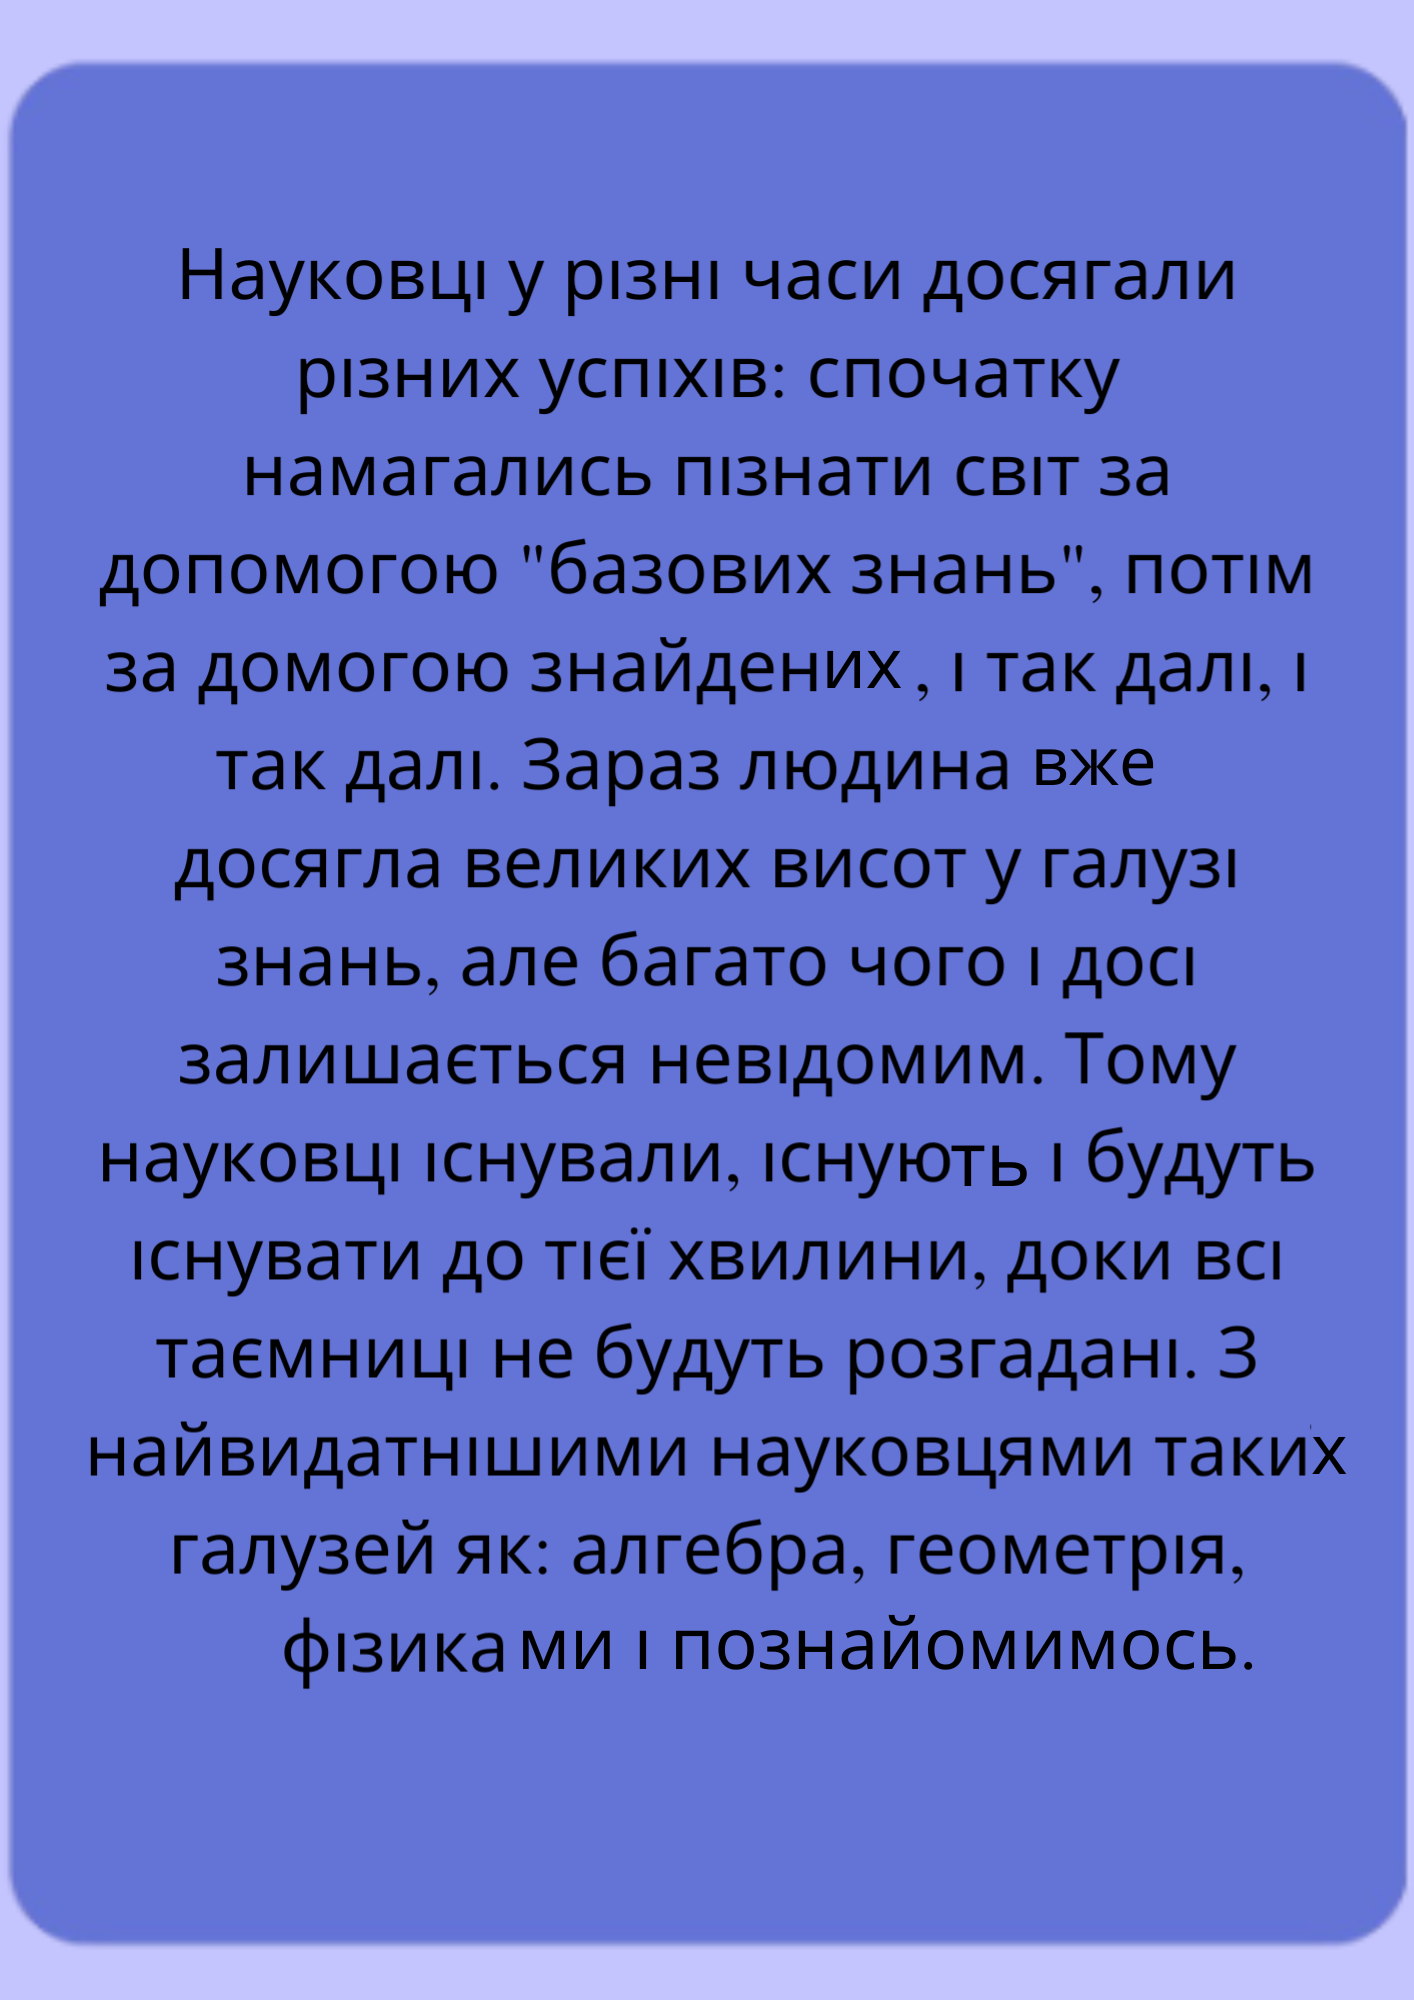 Науковці у різні часи досягали
різних успіхів: спочатку
намагались пізнати світ за
допомогою "базових знань", потім
за домогою знайдених , і так далі, і
так далі. Зараз людина вже
досягла великих висот у галузі
знань, але багато чого і досі
залишається невідомим. Тому
науковці існували, існують і будуть
існувати до тієї хвилини, доки всі
таємниці не будуть розгадані. З
найвидатнішими науковцями таких
галузей як: алгебра, геометрія,
фізика ми і познайомимось.